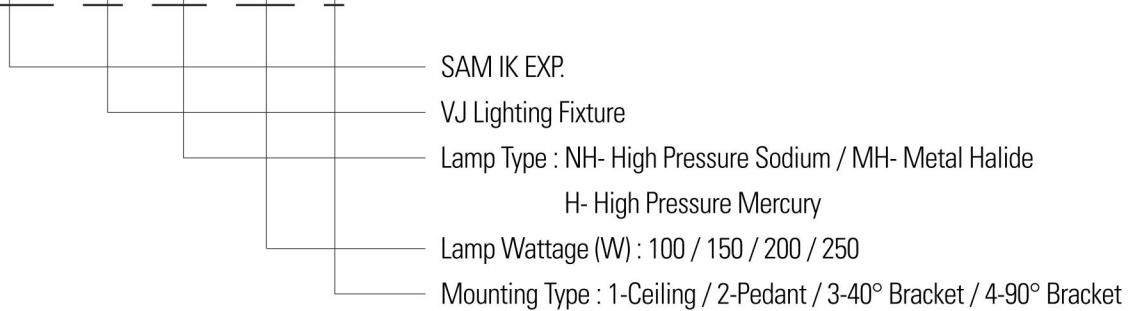 SAM IK EXP.
VJ Lighting Fixture
Lamp Type : NH- High Pressure Sodium / MH- Metal Halide
H- High Pressure Mercury
Lamp Wattage (W) : 100 / 150 / 200 / 250
Mounting Type : 1-Ceiling / 2-Pedant / 3-40° Bracket / 4-90° Bracket